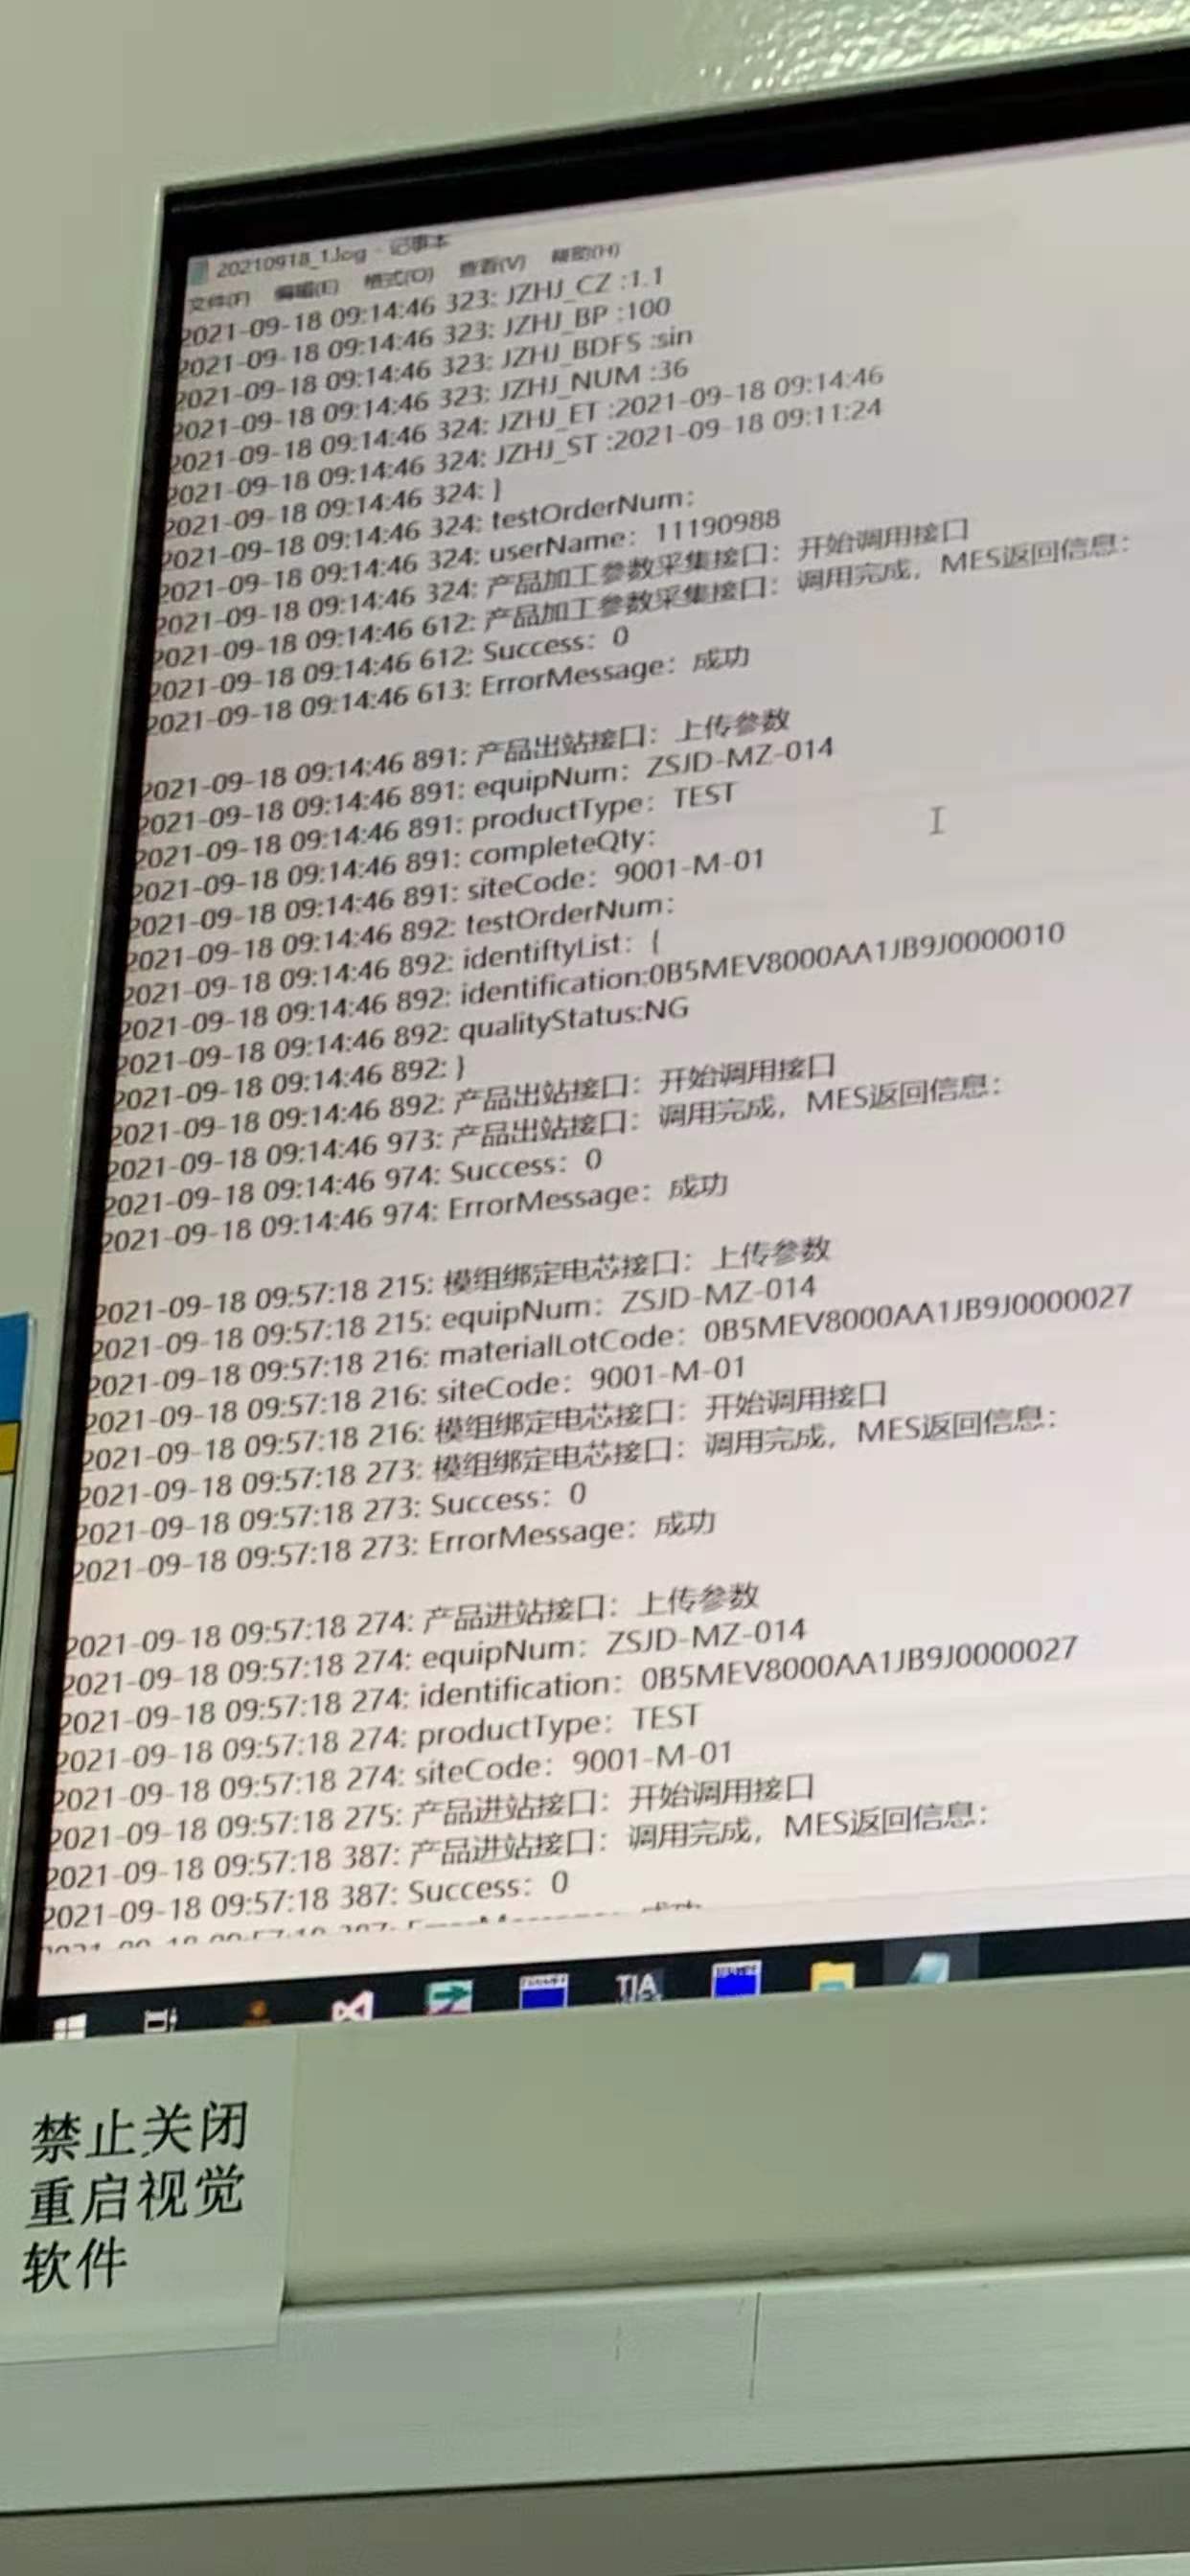 20210918_1.log - 记事本
文件(F) 编辑(E) 格式(O) 查看(V) 帮助(H)
2021-09-18 09:14:46 323: JZHJ_CZ :1.1
2021-09-18 09:14:46 323: JZHJ_BP :100
2021-09-18 09:14:46 323: JZHJ_BDFS :sin
2021-09-18 09:14:46 323: JZHJ_NUM :36
2021-09-18 09:14:46 324: JZHJ_ET :2021-09-18 09:14:46
2021-09-18 09:14:46 324: JZHJ_ST :2021-09-18 09:11:24
2021-09-18 09:14:46 324: }
2021-09-18 09:14:46 324: testOrderNum:
2021-09-18 09:14:46 324: userName：11190988
2021-09-18 09:14:46 324: 产品加工参数采集接口：开始调用接口
2021-09-18 09:14:46 612: 产品加工参数采集接口：调用完成，MES返回信息：
2021-09-18 09:14:46 612: Success：0
2021-09-18 09:14:46 613: ErrorMessage：成功
2021-09-18 09:14:46 891: 产品出站接口：上传参数
2021-09-18 09:14:46 891: equipNum：ZSJD-MZ-014
2021-09-18 09:14:46 891: productType：TEST
2021-09-18 09:14:46 891: completeQty:
2021-09-18 09:14:46 891: siteCode：9001-M-01
2021-09-18 09:14:46 892: testOrderNum:
2021-09-18 09:14:46 892: identiftyList：{
2021-09-18 09:14:46 892: identification:0B5MEV8000AA1JB9J0000010
2021-09-18 09:14:46 892: qualityStatus:NG
2021-09-18 09:14:46 892: }
2021-09-18 09:14:46 892: 产品出站接口：开始调用接口
2021-09-18 09:14:46 973: 产品出站接口：调用完成，MES返回信息：
2021-09-18 09:14:46 974: Success：0
2021-09-18 09:14:46 974: ErrorMessage：成功
2021-09-18 09:57:18 215: 模组绑定电芯接口：上传参数
2021-09-18 09:57:18 215: equipNum：ZSJD-MZ-014
2021-09-18 09:57:18 216: materialLotCode：0B5MEV8000AA1JB9J0000027
2021-09-18 09:57:18 216: siteCode：9001-M-01
2021-09-18 09:57:18 216: 模组绑定电芯接口：开始调用接口
2021-09-18 09:57:18 273: 模组绑定电芯接口：调用完成，MES返回信息：
2021-09-18 09:57:18 273: Success：0
2021-09-18 09:57:18 273: ErrorMessage：成功
2021-09-18 09:57:18 274: 产品进站接口：上传参数
2021-09-18 09:57:18 274: equipNum：ZSJD-MZ-014
2021-09-18 09:57:18 274: identification：0B5MEV8000AA1JB9J0000027
2021-09-18 09:57:18 274: productType：TEST
2021-09-18 09:57:18 274: siteCode：9001-M-01
2021-09-18 09:57:18 275: 产品进站接口：开始调用接口
2021-09-18 09:57:18 387: 产品进站接口：调用完成，MES返回信息：
2021-09-18 09:57:18 387: Success：0
TIA
禁止关闭
重启视觉
软件